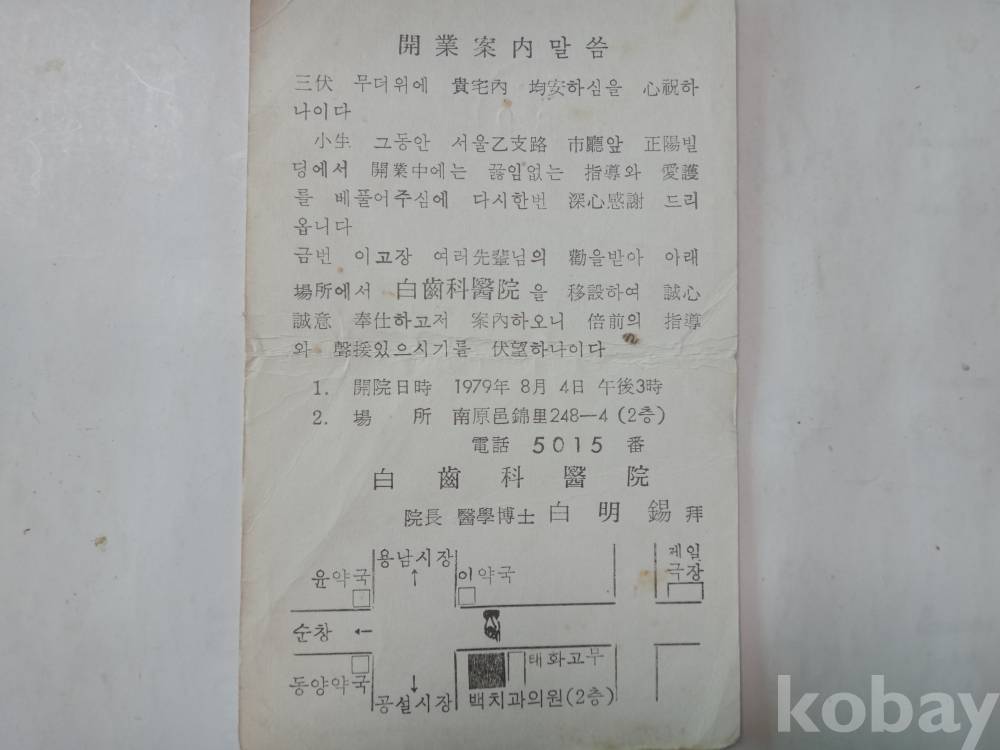 開業案內말씀
三伏 무더위에 貴宅內 均安하심을 心祝하
나이다
小生 그동안 서울乙支路 市廳앞 正陽빌
딩에서 開業中에는 끓임없는 指導와 愛護
를 베풀어주심에 다시한번 深心感謝 드리
옵니다
금번 이고장 여러先輩님의 勸을받아 아래
場所에서 白齒科醫院을 移設하여 誠心
誠意 奉仕하고저 案內하오니 倍前의 指導
와 聲援있으시기를 伏望하나이다
1. 開院日時 1979年 8月 4日 午後3時
2. 場 所 南原邑錦里248—4 (2층)
電話 5015 番
白齒科醫院
院長 醫學博士 白明錫 拜
용남시장
↑
윤약국
이약국
제일
극장
순창 ←
태화고무
동양약국
↓
공설시장
백치과의원(2층)
kobay